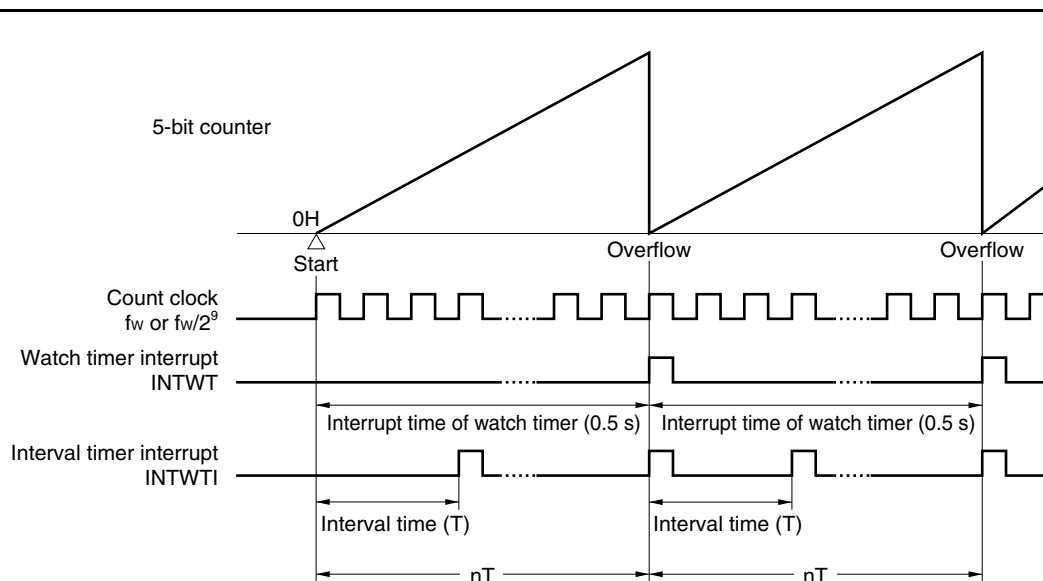 5-bit counter
0H
Start
Overflow
Overflow
Count clock
fW or fW/2⁹
Watch timer interrupt
INTWT
Interrupt time of watch timer (0.5 s)
Interrupt time of watch timer (0.5 s)
Interval timer interrupt
INTWTI
Interval time (T)
Interval time (T)
nT
nT